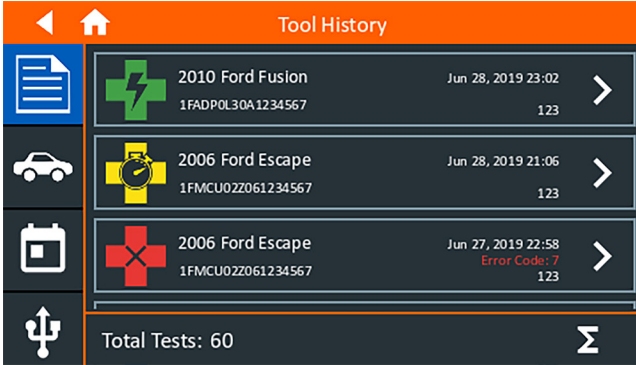 Tool History
2010 Ford Fusion
Jun 28, 2019 23:02
1FADP0L30A1234567
123
2006 Ford Escape
Jun 28, 2019 21:06
1FMCU02Z061234567
123
2006 Ford Escape
Jun 27, 2019 22:58
Error Code: 7
1FMCU02Z061234567
123
Total Tests: 60
Σ